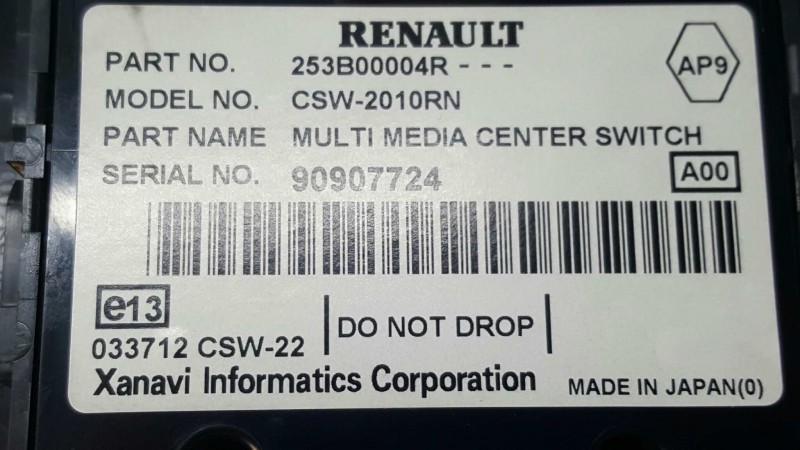 RENAULT
PART NO. 253B00004R - - -
AP9
MODEL NO. CSW-2010RN
PART NAME MULTI MEDIA CENTER SWITCH
SERIAL NO. 90907724
A00
e13
033712 CSW-22
DO NOT DROP
Xanavi Informatics Corporation
MADE IN JAPAN(0)